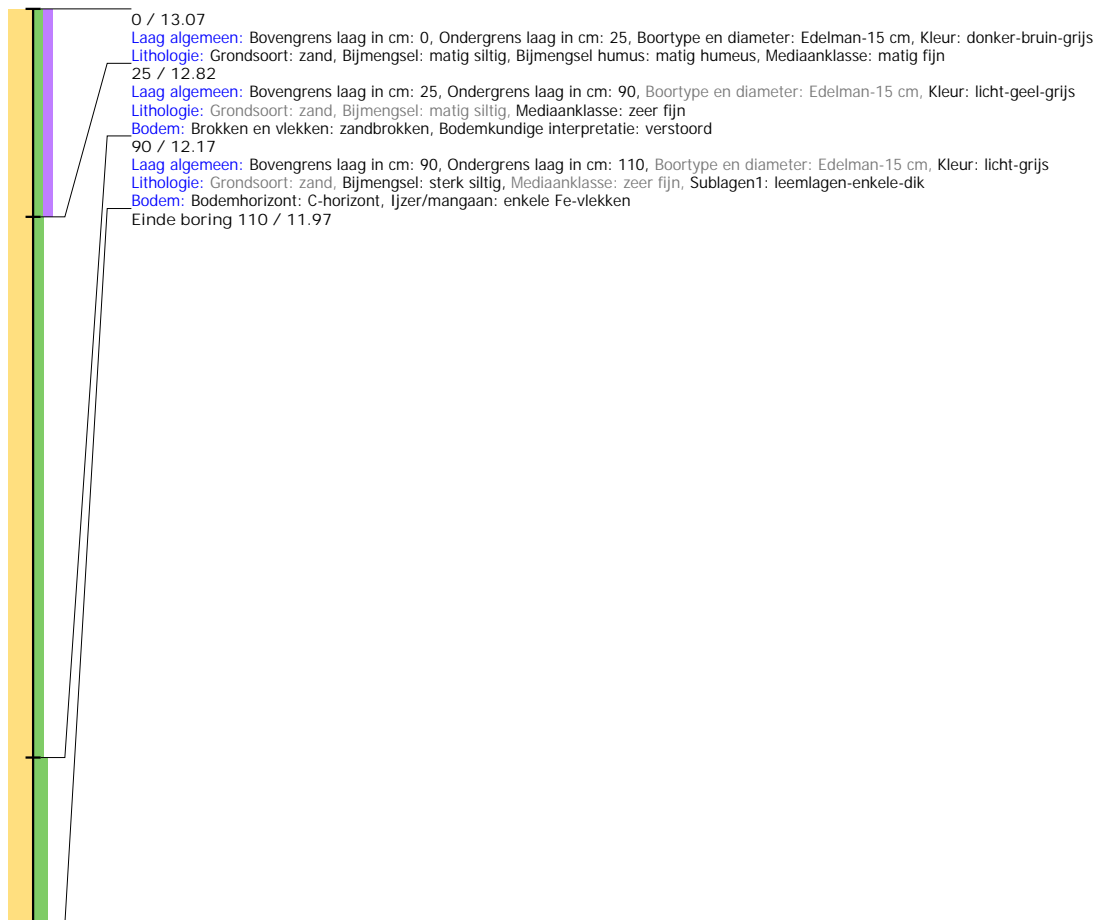 0 / 13.07
Laag algemeen: Bovengrens laag in cm: 0, Ondergrens laag in cm: 25, Boortype en diameter: Edelman-15 cm, Kleur: donker-bruin-grijs
Lithologie: Grondsoort: zand, Bijmengsel: matig siltig, Bijmengsel humus: matig humeus, Mediaanklasse: matig fijn
25 / 12.82
Laag algemeen: Bovengrens laag in cm: 25, Ondergrens laag in cm: 90, Boortype en diameter: Edelman-15 cm, Kleur: licht-geel-grijs
Lithologie: Grondsoort: zand, Bijmengsel: matig siltig, Mediaanklasse: zeer fijn
Bodem: Brokken en vlekken: zandbrokken, Bodemkundige interpretatie: verstoord
90 / 12.17
Laag algemeen: Bovengrens laag in cm: 90, Ondergrens laag in cm: 110, Boortype en diameter: Edelman-15 cm, Kleur: licht-grijs
Lithologie: Grondsoort: zand, Bijmengsel: sterk siltig, Mediaanklasse: zeer fijn, Sublagen1: leemlagen-enkele-dik
Bodem: Bodemhorizont: C-horizont, Ijzer/mangaan: enkele Fe-vlekken
Einde boring 110 / 11.97